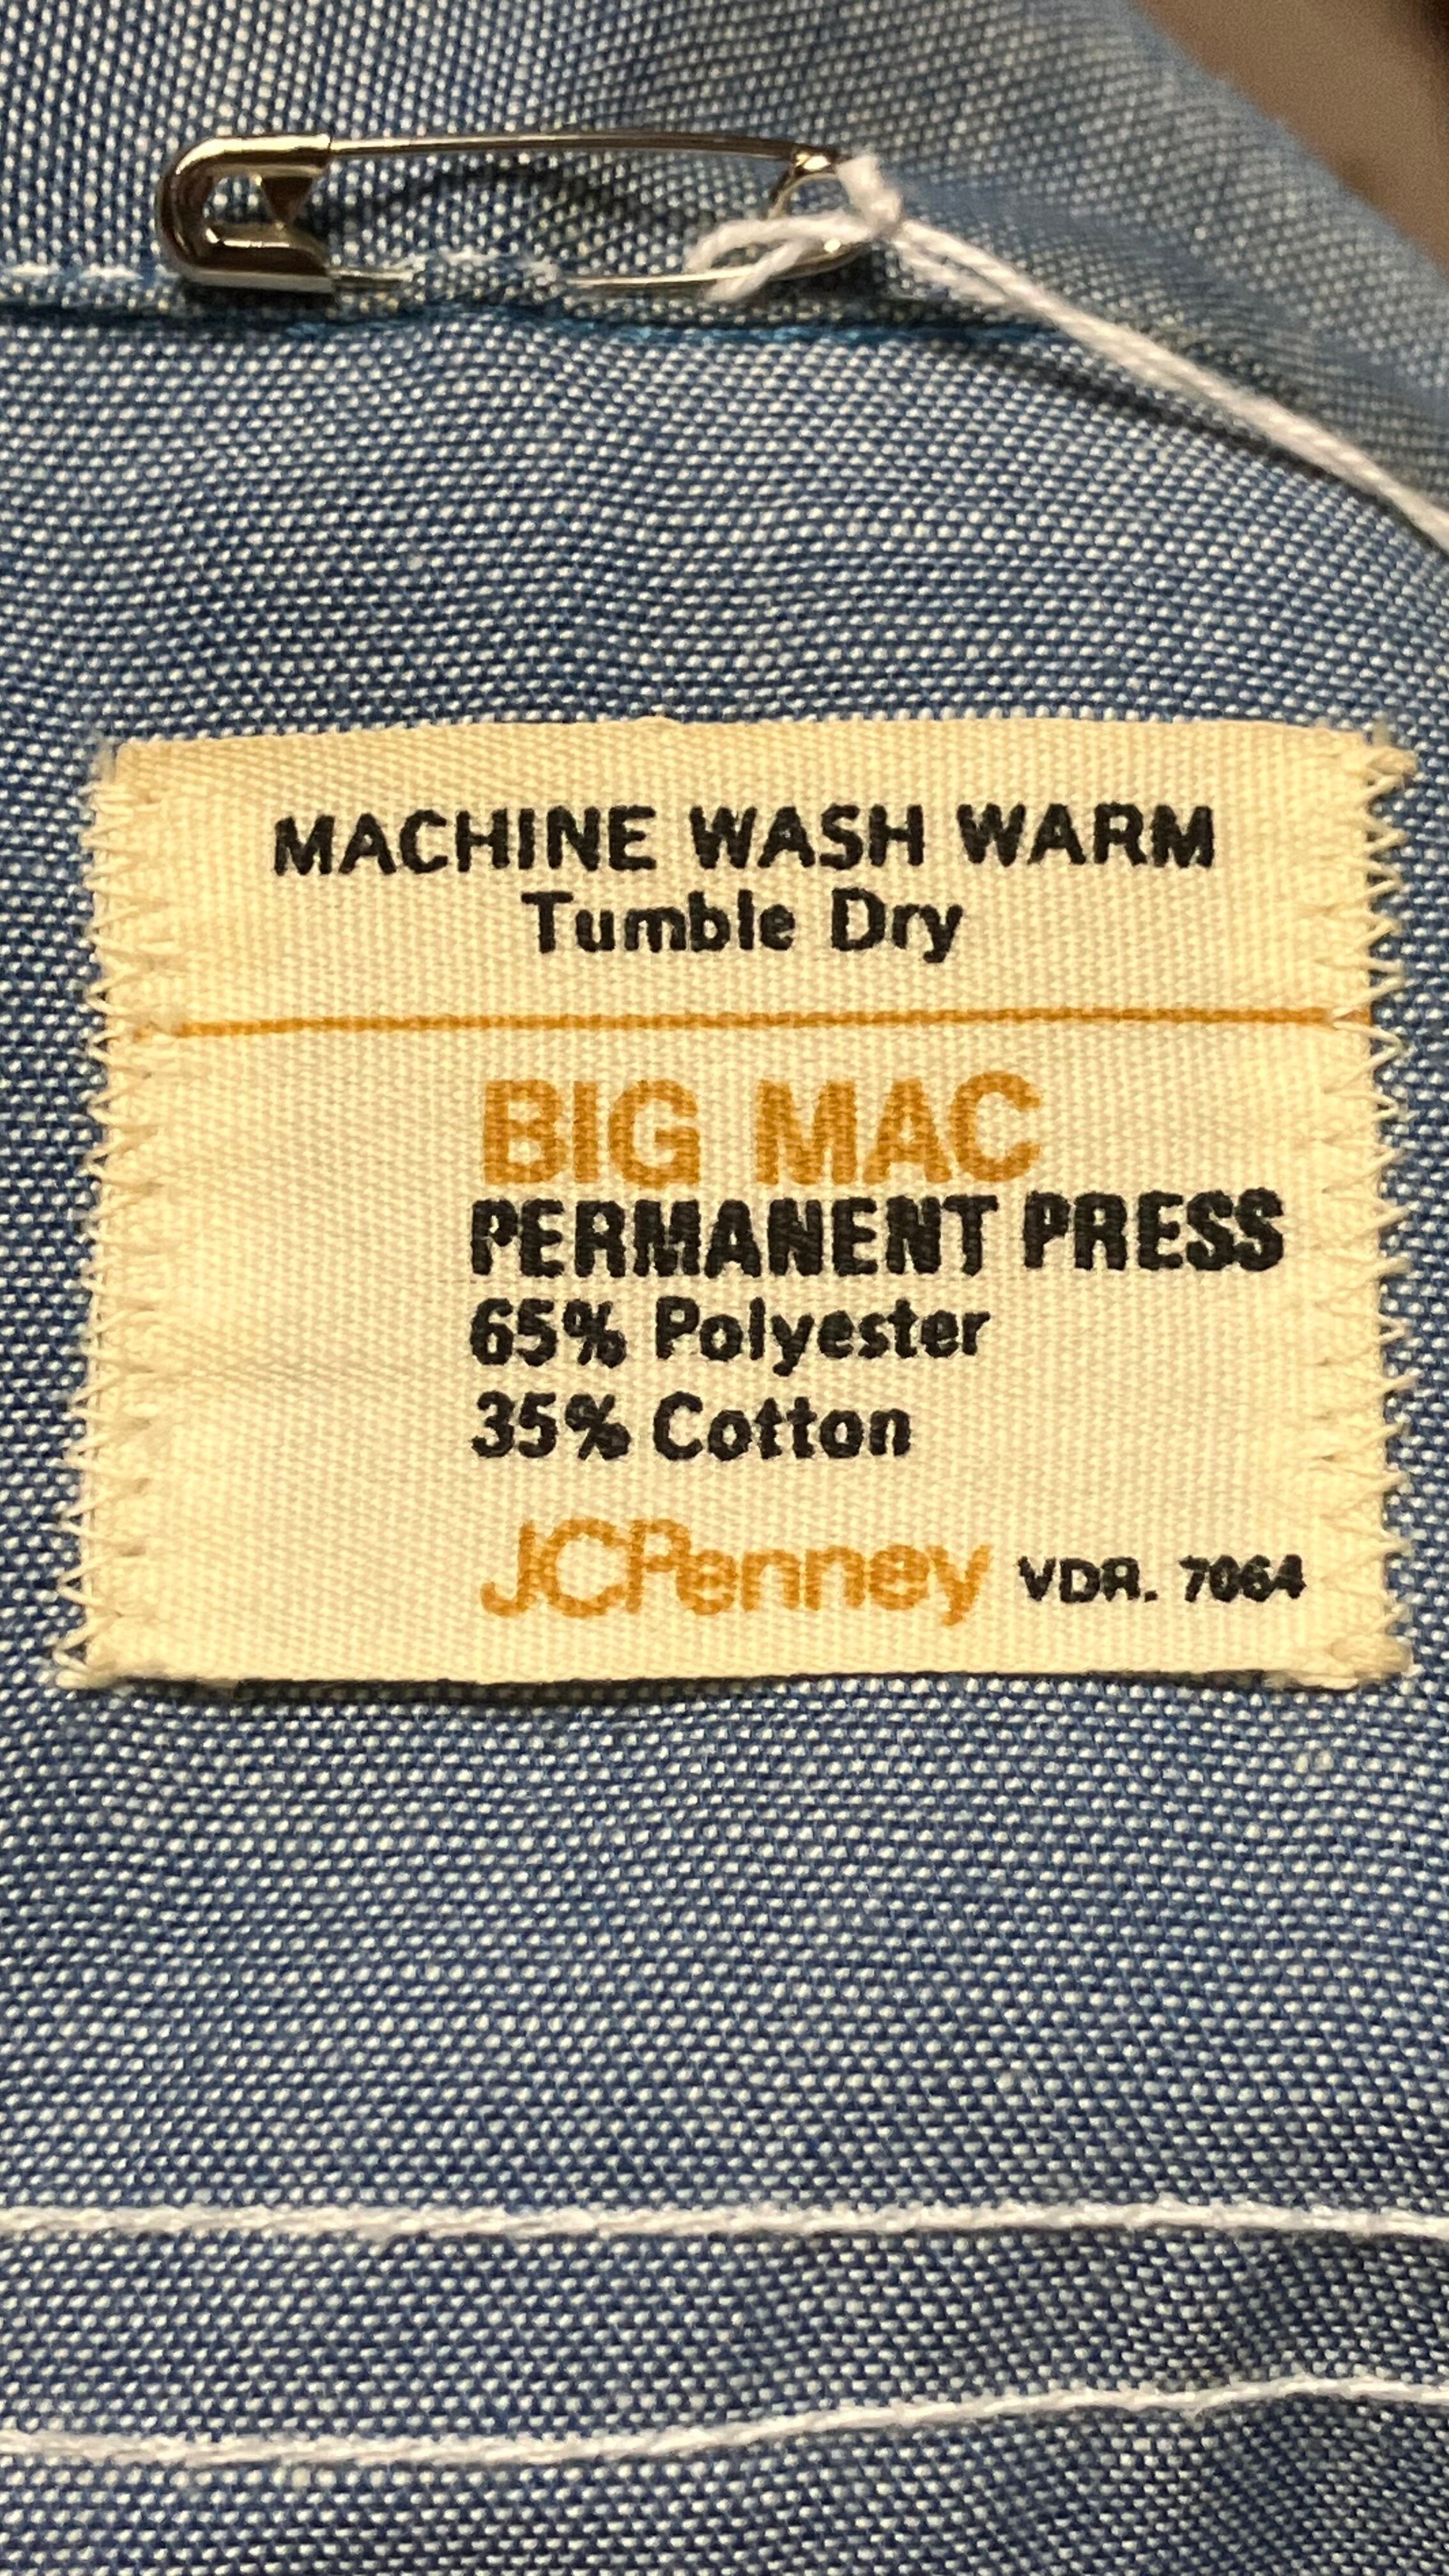 MACHINE WASH WARM
Tumble Dry
BIG MAC
PERMANENT PRESS
65% Polyester
35% Cotton
JCPenney VDR. 7064